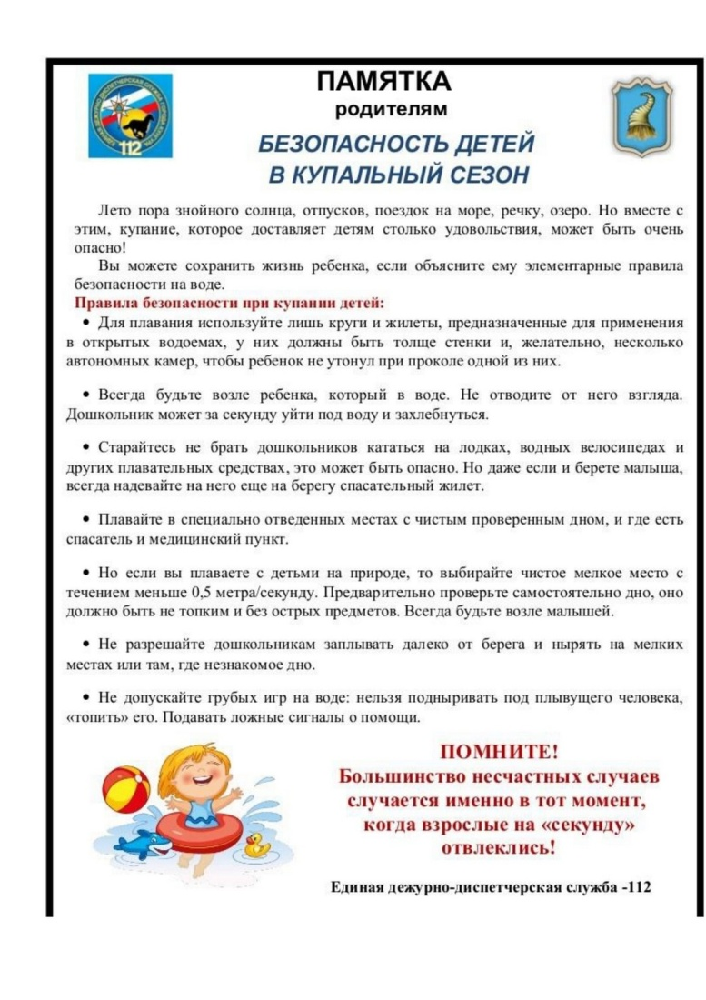 ПАМЯТКА
родителям
БЕЗОПАСНОСТЬ ДЕТЕЙ
В КУПАЛЬНЫЙ СЕЗОН
112
Лето пора знойного солнца, отпусков, поездок на море, речку, озеро. Но вместе с
этим, купание, которое доставляет детям столько удовольствия, может быть очень
опасно!
Вы можете сохранить жизнь ребенка, если объясните ему элементарные правила
безопасности на воде.
Правила безопасности при купании детей:
• Для плавания используйте лишь круги и жилеты, предназначенные для применения
в открытых водоемах, у них должны быть толще стенки и, желательно, несколько
автономных камер, чтобы ребенок не утонул при проколе одной из них.
• Всегда будьте возле ребенка, который в воде. Не отводите от него взгляда.
Дошкольник может за секунду уйти под воду и захлебнуться.
• Старайтесь не брать дошкольников кататься на лодках, водных велосипедах и
других плавательных средствах, это может быть опасно. Но даже если и берете малыша,
всегда надевайте на него еще на берегу спасательный жилет.
• Плавайте в специально отведенных местах с чистым проверенным дном, и где есть
спасатель и медицинский пункт.
• Но если вы плаваете с детьми на природе, то выбирайте чистое мелкое место с
течением меньше 0,5 метра/секунду. Предварительно проверьте самостоятельно дно, оно
должно быть не топким и без острых предметов. Всегда будьте возле малышей.
• Не разрешайте дошкольникам заплывать далеко от берега и нырять на мелких
местах или там, где незнакомое дно.
• Не допускайте грубых игр на воде: нельзя подныривать под плывущего человека,
«топить» его. Подавать ложные сигналы о помощи.
ПОМНИТЕ!
Большинство несчастных случаев
случается именно в тот момент,
когда взрослые на «секунду»
отвлеклись!
Единая дежурно-диспетчерская служба -112